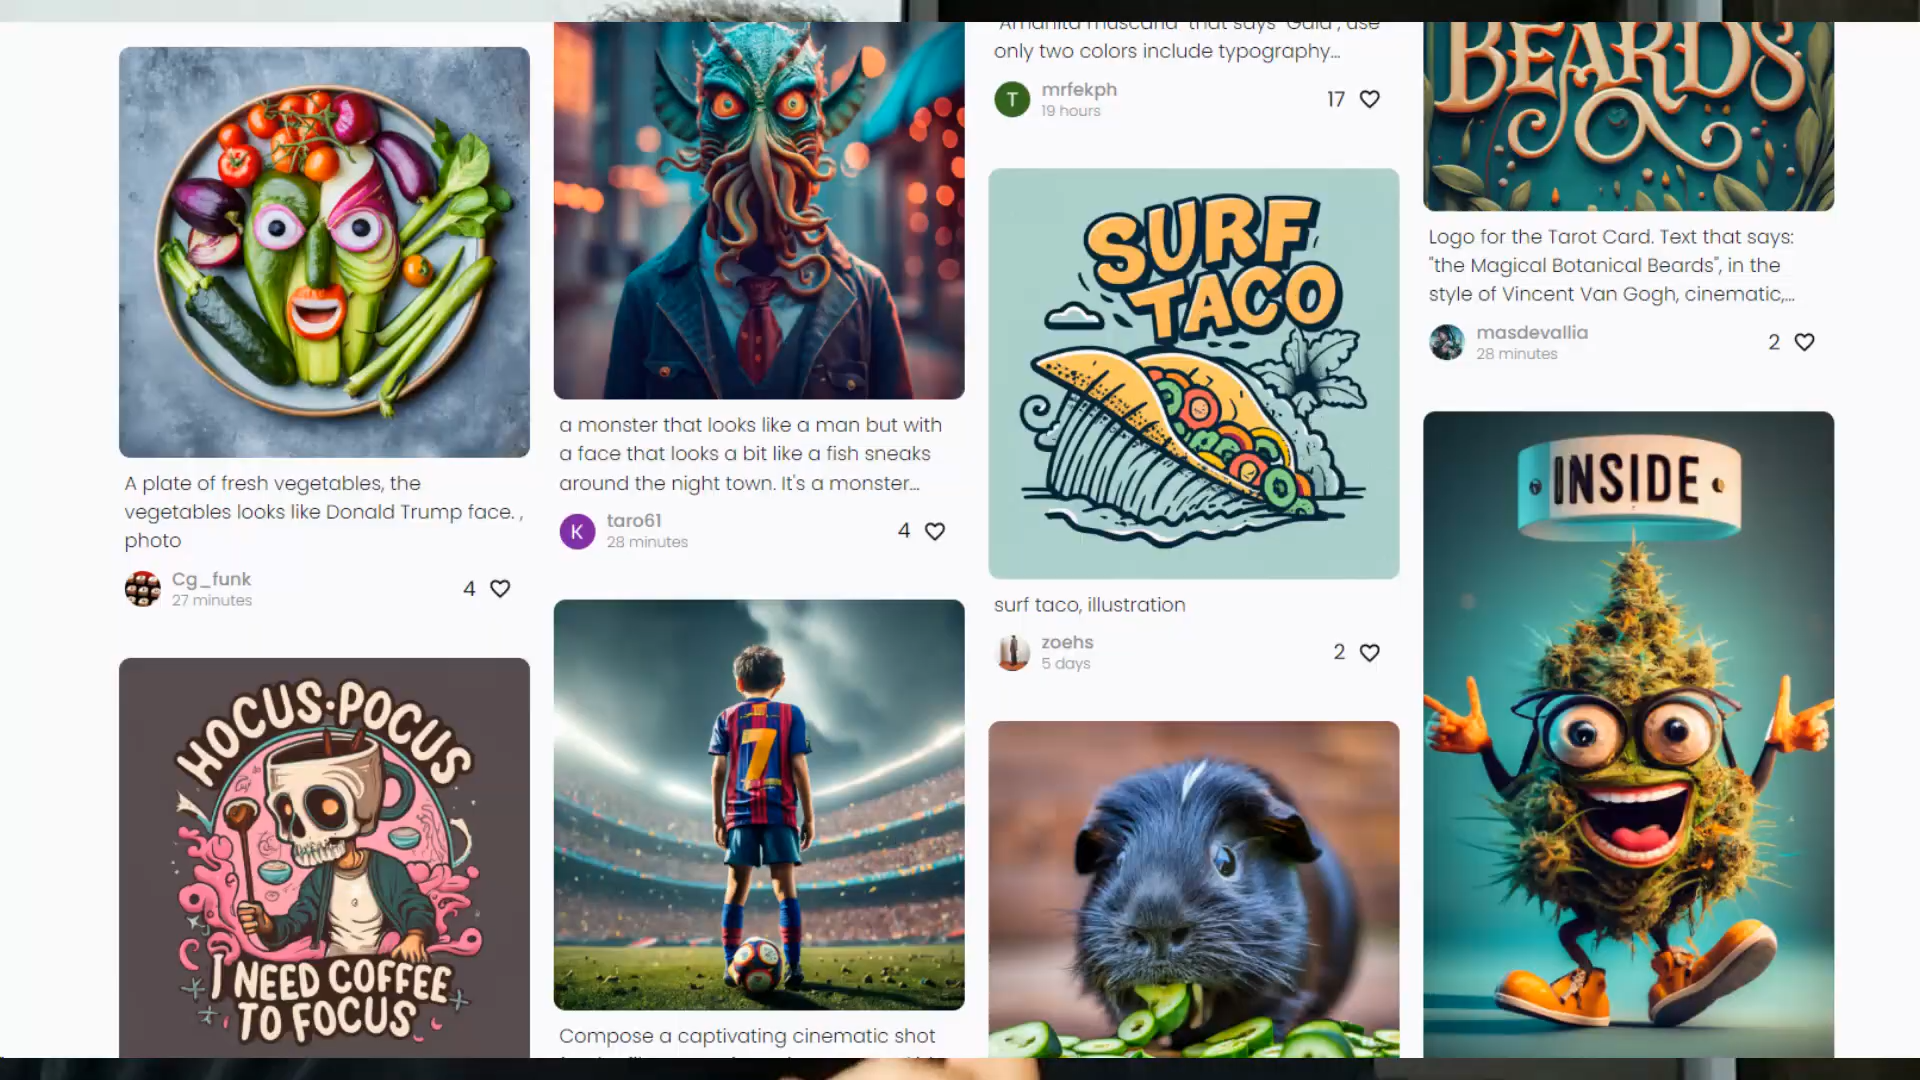 A plate of fresh vegetables, the
vegetables looks like Donald Trump face. ,
photo
Cg_funk
27 minutes
4
HOCUS·POCUS
I NEED COFFEE
TO FOCUS
a monster that looks like a man but with
a face that looks a bit like a fish sneaks
around the night town. It's a monster...
K
taro61
28 minutes
4
7
Compose a captivating cinematic shot
"Amanita muscaria" that says "Gaia", use
only two colors include typography...
T
mrfekph
19 hours
17
SURF
TACO
surf taco, illustration
zoehs
5 days
2
BEARDS
Logo for the Tarot Card. Text that says:
"the Magical Botanical Beards", in the
style of Vincent Van Gogh, cinematic,...
masdevallia
28 minutes
2
INSIDE